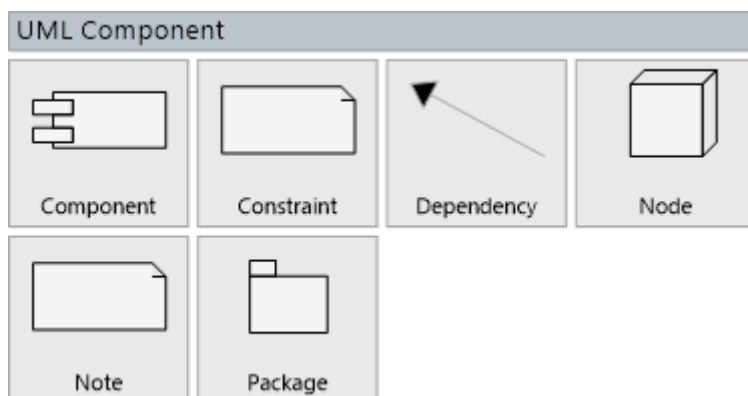 UML Component
Component
Constraint
Dependency
Node
Note
Package